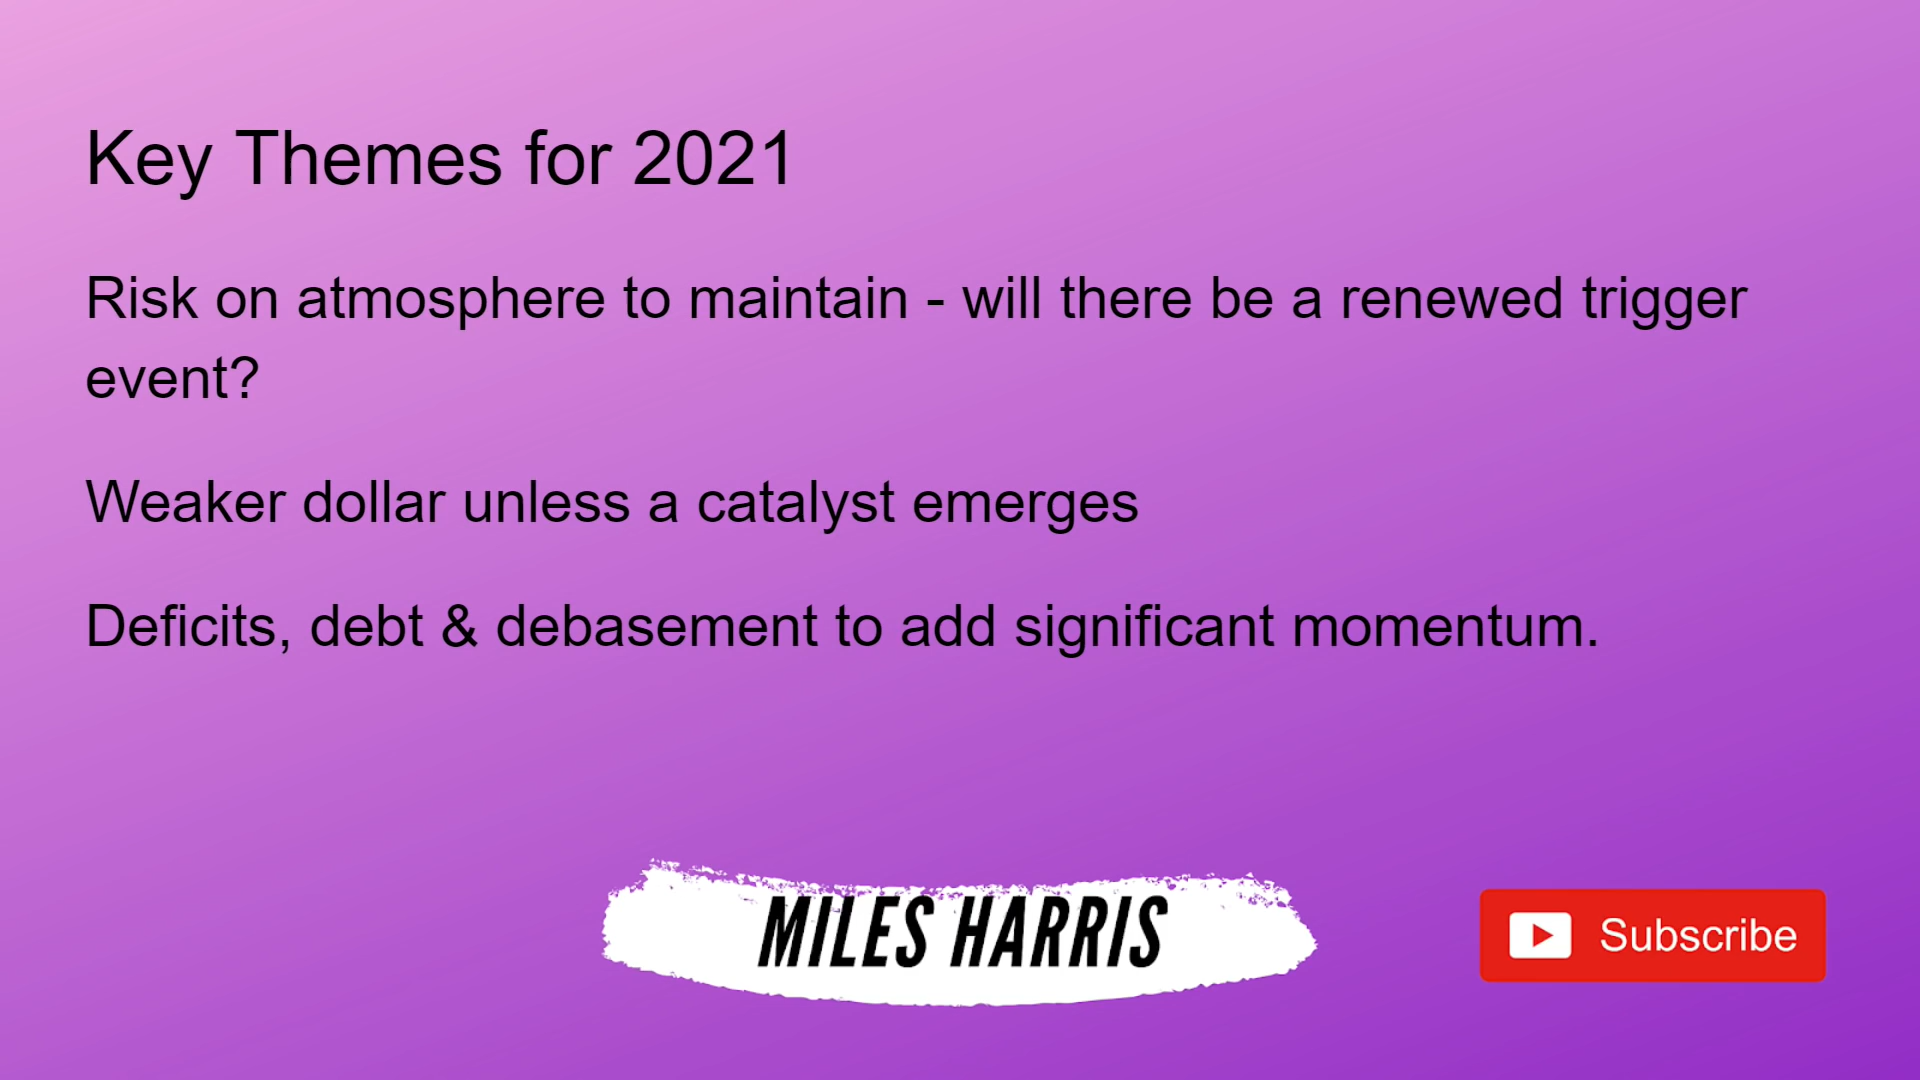 Key Themes for 2021
Risk on atmosphere to maintain - will there be a renewed trigger
event?
Weaker dollar unless a catalyst emerges
Deficits, debt & debasement to add significant momentum.
MILES HARRIS
Subscribe